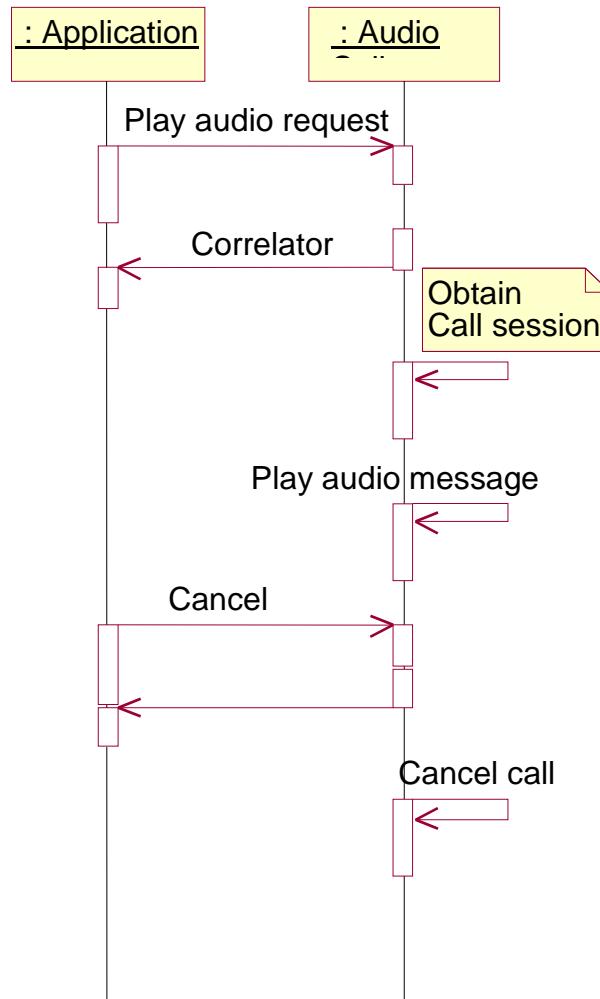 : Application
: Audio
Play audio request
Correlator
Obtain
Call session
Play audio message
Cancel
Cancel call